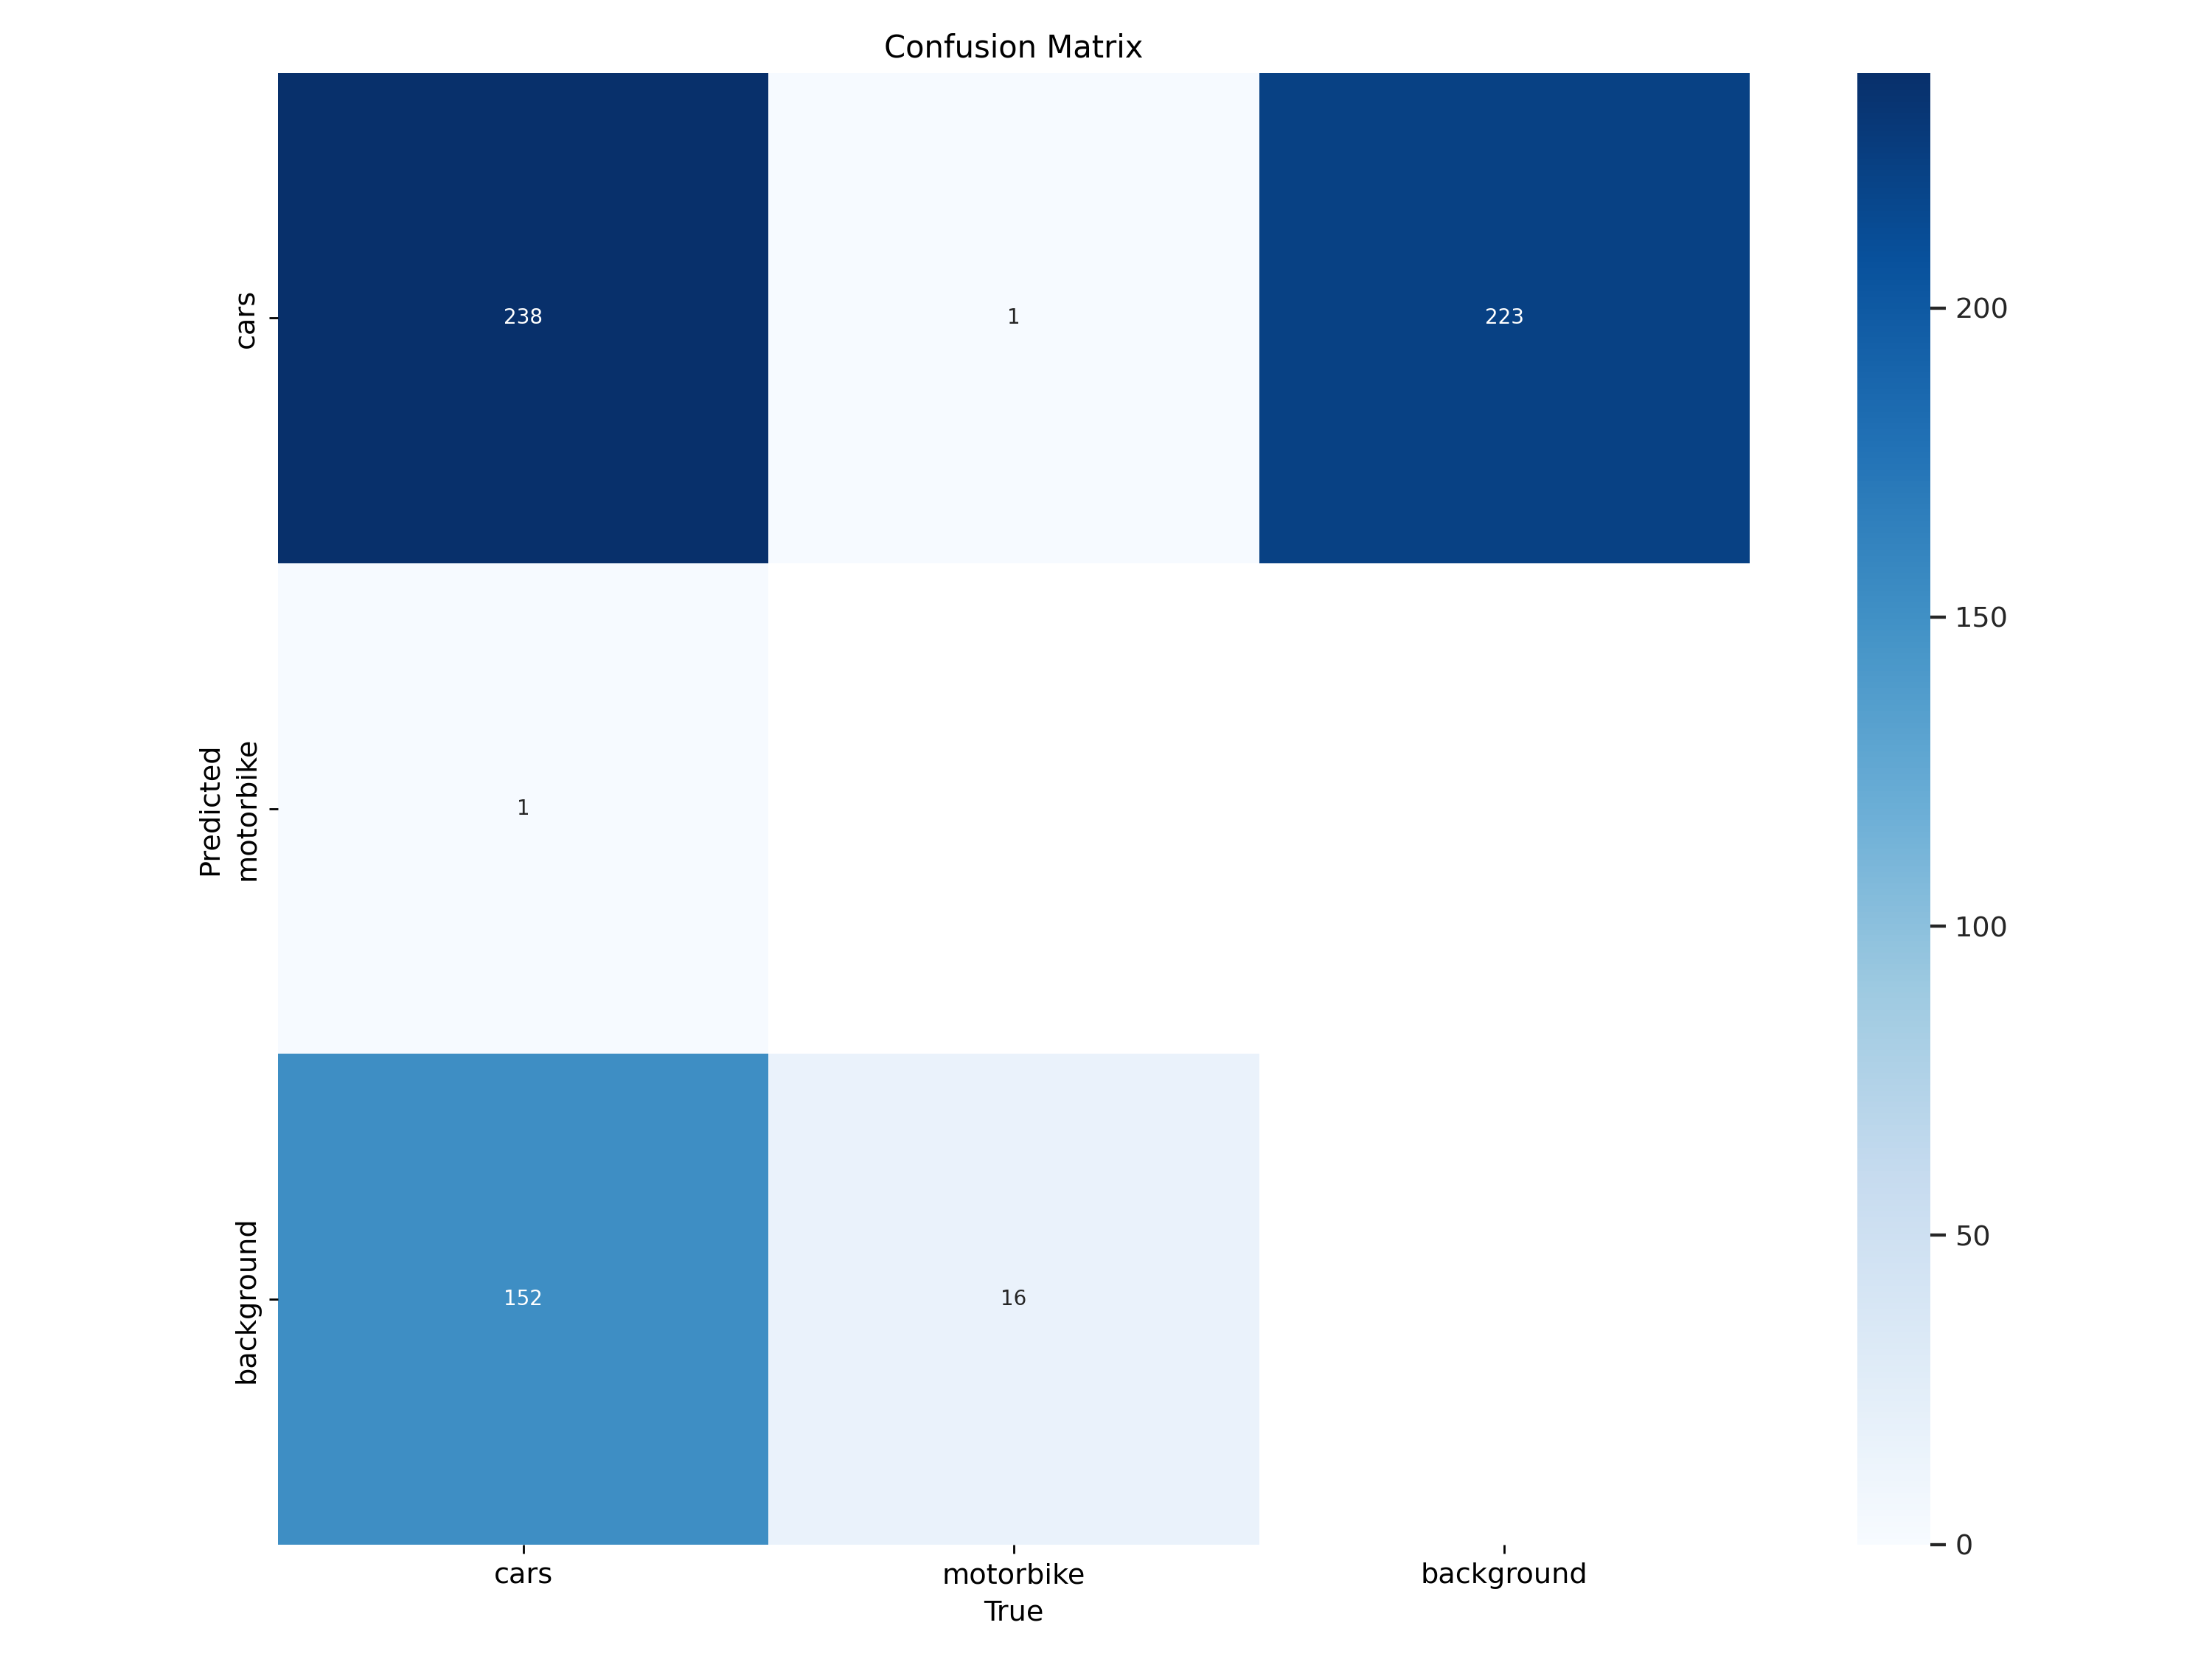 Confusion Matrix
cars
238
1
223
200
150
Predicted
motorbike
1
100
50
background
152
16
0
cars
motorbike
background
True